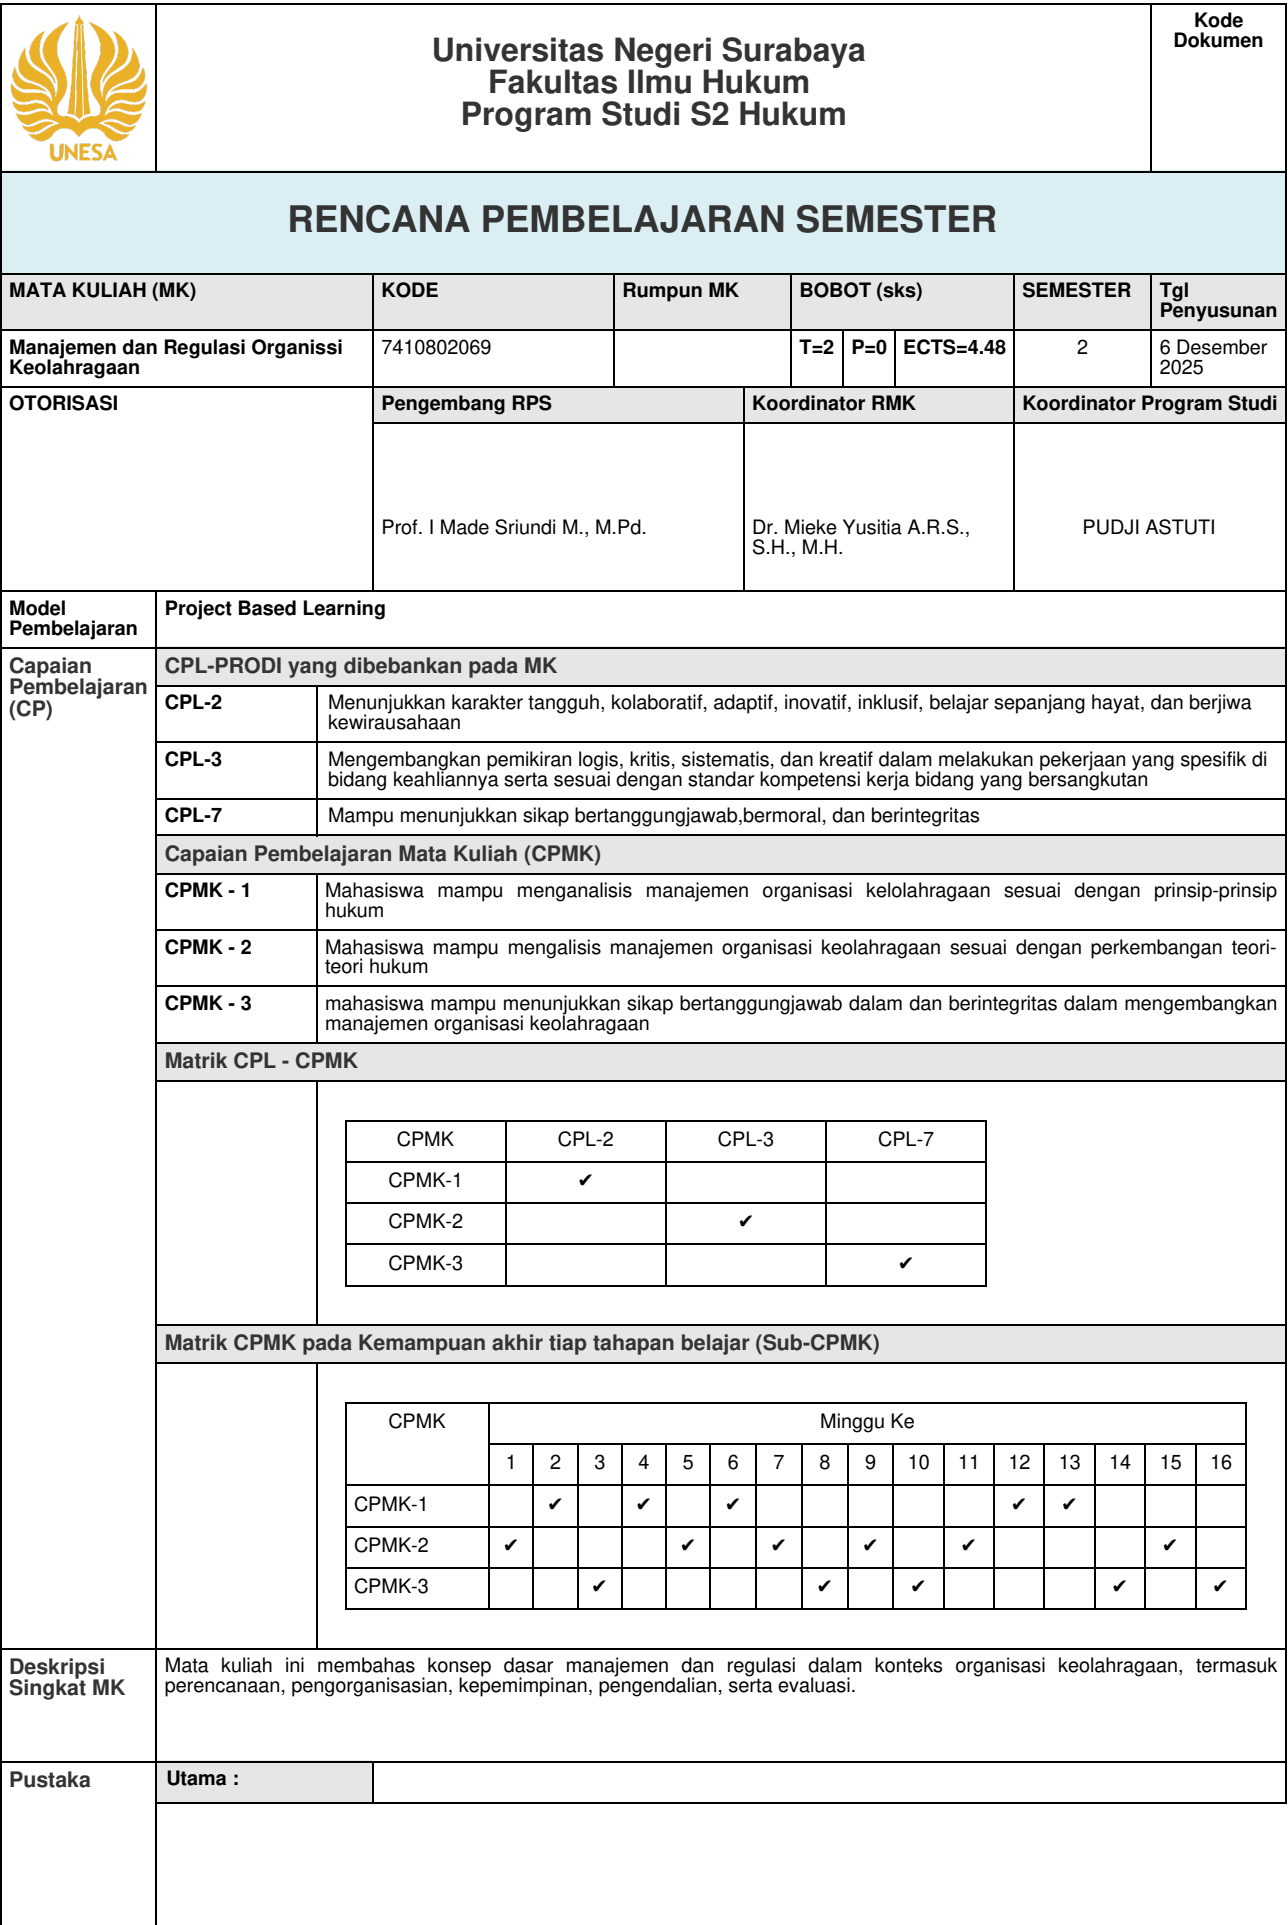 UNESA
Universitas Negeri Surabaya
Fakultas Ilmu Hukum
Program Studi S2 Hukum
Kode
Dokumen
RENCANA PEMBELAJARAN SEMESTER
MATA KULIAH (MK) KODE Rumpun MK BOBOT (sks) SEMESTER Tgl
Penyusunan
Manajemen dan Regulasi Organissi
Keolahragaan
7410802069 T=2 P=0 ECTS=4.48 2 6 Desember
2025
OTORISASI Pengembang RPS Koordinator RMK Koordinator Program Studi
Prof. I Made Sriundi M., M.Pd.
Dr. Mieke Yusitia A.R.S.,
S.H., M.H.
PUDJI ASTUTI
Model
Pembelajaran
Project Based Learning
Capaian
Pembelajaran
(CP)
CPL-PRODI yang dibebankan pada MK
CPL-2 Menunjukkan karakter tangguh, kolaboratif, adaptif, inovatif, inklusif, belajar sepanjang hayat, dan berjiwa
kewirausahaan
CPL-3 Mengembangkan pemikiran logis, kritis, sistematis, dan kreatif dalam melakukan pekerjaan yang spesifik di
bidang keahliannya serta sesuai dengan standar kompetensi kerja bidang yang bersangkutan
CPL-7 Mampu menunjukkan sikap bertanggungjawab,bermoral, dan berintegritas
Capaian Pembelajaran Mata Kuliah (CPMK)
CPMK - 1 Mahasiswa mampu menganalisis manajemen organisasi kelolahragaan sesuai dengan prinsip-prinsip
hukum
CPMK - 2 Mahasiswa mampu mengalisis manajemen organisasi keolahragaan sesuai dengan perkembangan teori-
teori hukum
CPMK - 3 mahasiswa mampu menunjukkan sikap bertanggungjawab dalam dan berintegritas dalam mengembangkan
manajemen organisasi keolahragaan
Matrik CPL - CPMK
CPMK CPL-2 CPL-3 CPL-7
CPMK-1 ✔
CPMK-2 ✔
CPMK-3 ✔
Matrik CPMK pada Kemampuan akhir tiap tahapan belajar (Sub-CPMK)
CPMK Minggu Ke
1 2 3 4 5 6 7 8 9 10 11 12 13 14 15 16
CPMK-1 ✔ ✔ ✔ ✔ ✔
CPMK-2 ✔ ✔ ✔ ✔ ✔ ✔
CPMK-3 ✔ ✔ ✔ ✔ ✔
Deskripsi
Singkat MK
Mata kuliah ini membahas konsep dasar manajemen dan regulasi dalam konteks organisasi keolahragaan, termasuk
perencanaan, pengorganisasian, kepemimpinan, pengendalian, serta evaluasi.
Pustaka Utama :